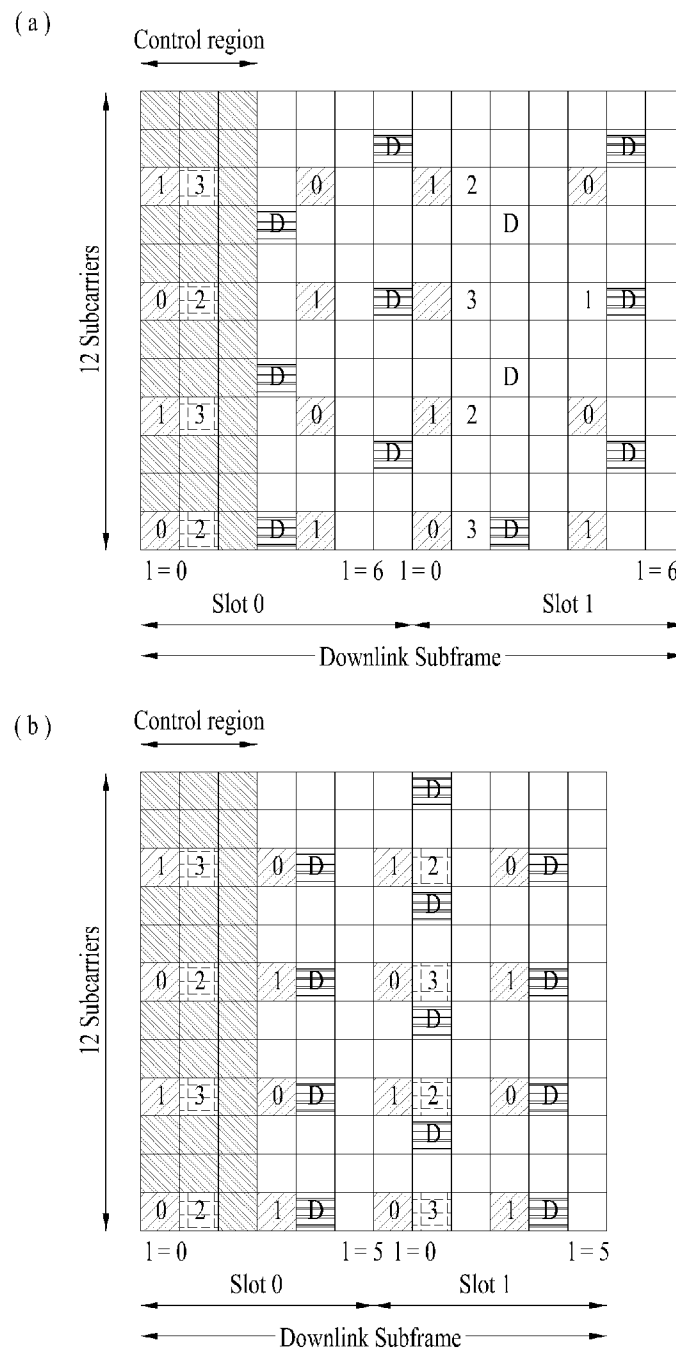 ( a )
Control region
D D
1 3 0 1 2 0
D D
0 2 1 D 3 1 D
12 Subcarriers
D D
1 3 0 1 2 0
D D
0 2 D 1 0 3 D 1
l = 0 l = 6 l = 0 l = 6
Slot 0 Slot 1
Downlink Subframe
( b )
Control region
D
1 3 0 D 1 2 0 D
D
0 2 1 D 0 3 1 D
12 Subcarriers
D
1 3 0 D 1 2 0 D
D
0 2 1 D 0 3 1 D
l = 0 l = 5 l = 0 l = 5
Slot 0 Slot 1
Downlink Subframe